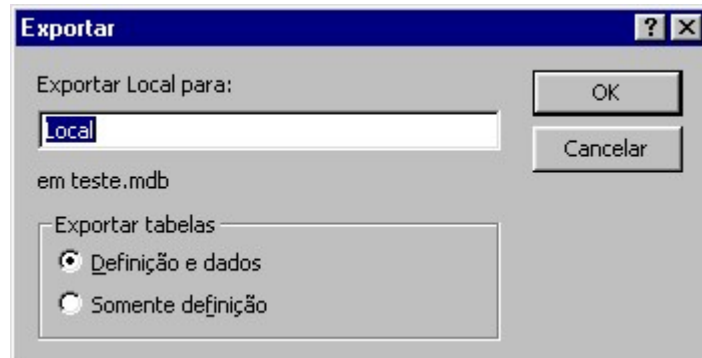 Exportar
Exportar Local para:
OK
Local
Cancelar
em teste.mdb
Exportar tabelas
Definição e dados
Somente definição